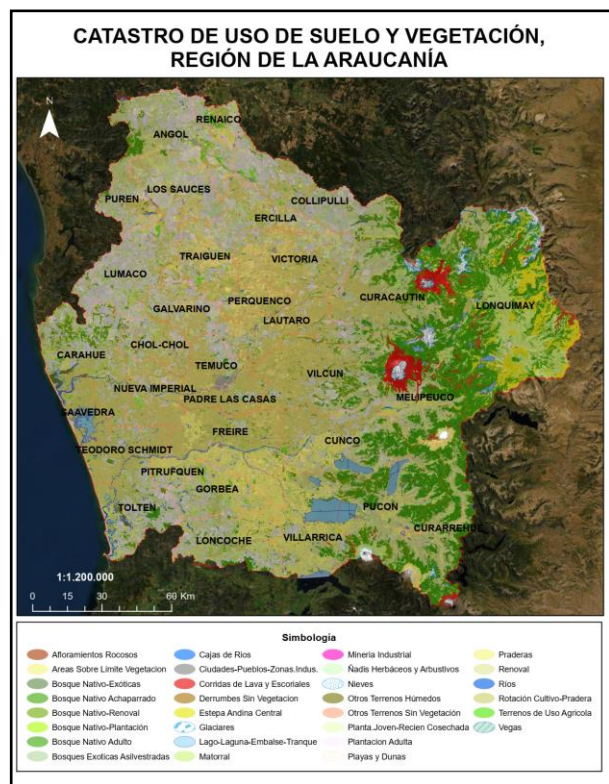 CATASTRO DE USO DE SUELO Y VEGETACIÓN,
REGIÓN DE LA ARAUCANÍA
N
RENAICO
ANGOL
LOS SAUCES
PUREN
COLLIPULLI
ERCILLA
TRAIGUEN
VICTORIA
LUMACO
CURACAUTIN
LONQUIMAY
PERQUENCO
GALVARINO
LAUTARO
CHOL-CHOL
CARAHUE
TEMUCO
VILCUN
NUEVA IMPERIAL
MELIPEUCO
PADRE LAS CASAS
SAAVEDRA
FREIRE
CUNCO
TEODORO SCHMIDT
PITRUFQUEN
GORBEA
PUCON
TOLTEN
CURARREHUE
LONCOCHE
VILLARRICA
1:1.200.000
0 15 30 60 Km
Simbología
Afloramientos Rocosos
Areas Sobre Limite Vegetacion
Bosque Nativo-Exóticas
Bosque Nativo Achaparrado
Bosque Nativo-Renoval
Bosque Nativo-Plantación
Bosque Nativo Adulto
Bosques Exoticas Asilvestradas
Cajas de Ríos
Ciudades-Pueblos-Zonas.Indus.
Corridas de Lava y Escoriales
Derrumbes Sin Vegetacion
Estepa Andina Central
Glaciares
Lago-Laguna-Embalse-Tranque
Matorral
Minería Industrial
Ñadis Herbáceos y Arbustivos
Nieves
Otros Terrenos Húmedos
Otros Terrenos Sin Vegetación
Planta.Joven-Recien Cosechada
Plantacion Adulta
Playas y Dunas
Praderas
Renoval
Ríos
Rotación Cultivo-Pradera
Terrenos de Uso Agrícola
Vegas